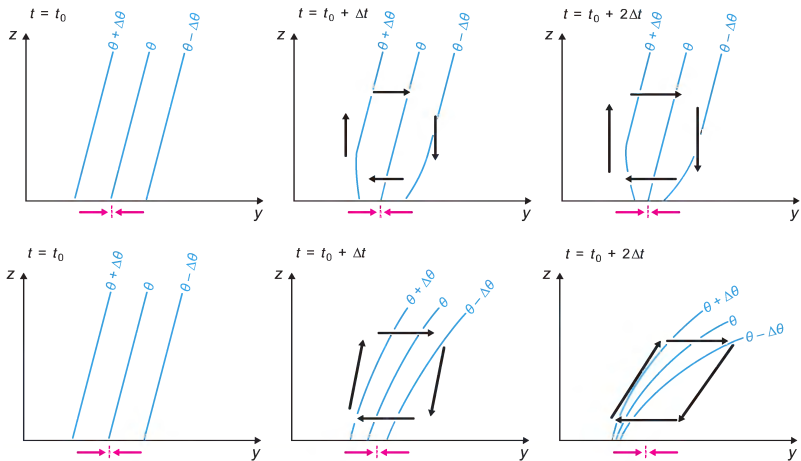 t = t₀
z
θ + Δθ
θ
θ − Δθ
y
t = t₀ + Δt
z
θ + Δθ
θ
θ − Δθ
y
t = t₀ + 2Δt
z
θ + Δθ
θ
θ − Δθ
y
t = t₀
z
θ + Δθ
θ
θ − Δθ
y
t = t₀ + Δt
z
θ + Δθ
θ
θ − Δθ
y
t = t₀ + 2Δt
z
θ + Δθ
θ
θ − Δθ
y